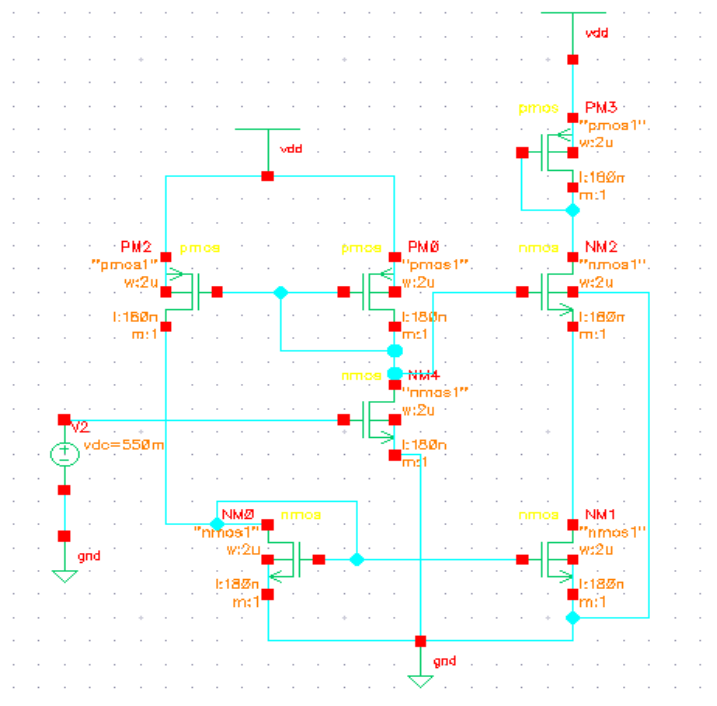 vdd
pmos
PM3
"pmos1"
w:2u
l:180n
m:1
vdd
PM2
pmos
"pmos1"
w:2u
l:180n
m:1
pmos
PM0
"pmos1"
w:2u
l:180n
m:1
nmos
NM2
"nmos1"
w:2u
l:180n
m:1
nmos
NM4
"nmos1"
w:2u
l:180n
m:1
V2
vdc=550m
gnd
NM0
nmos
"nmos1"
w:2u
l:180n
m:1
nmos
NM1
"nmos1"
w:2u
l:180n
m:1
gnd